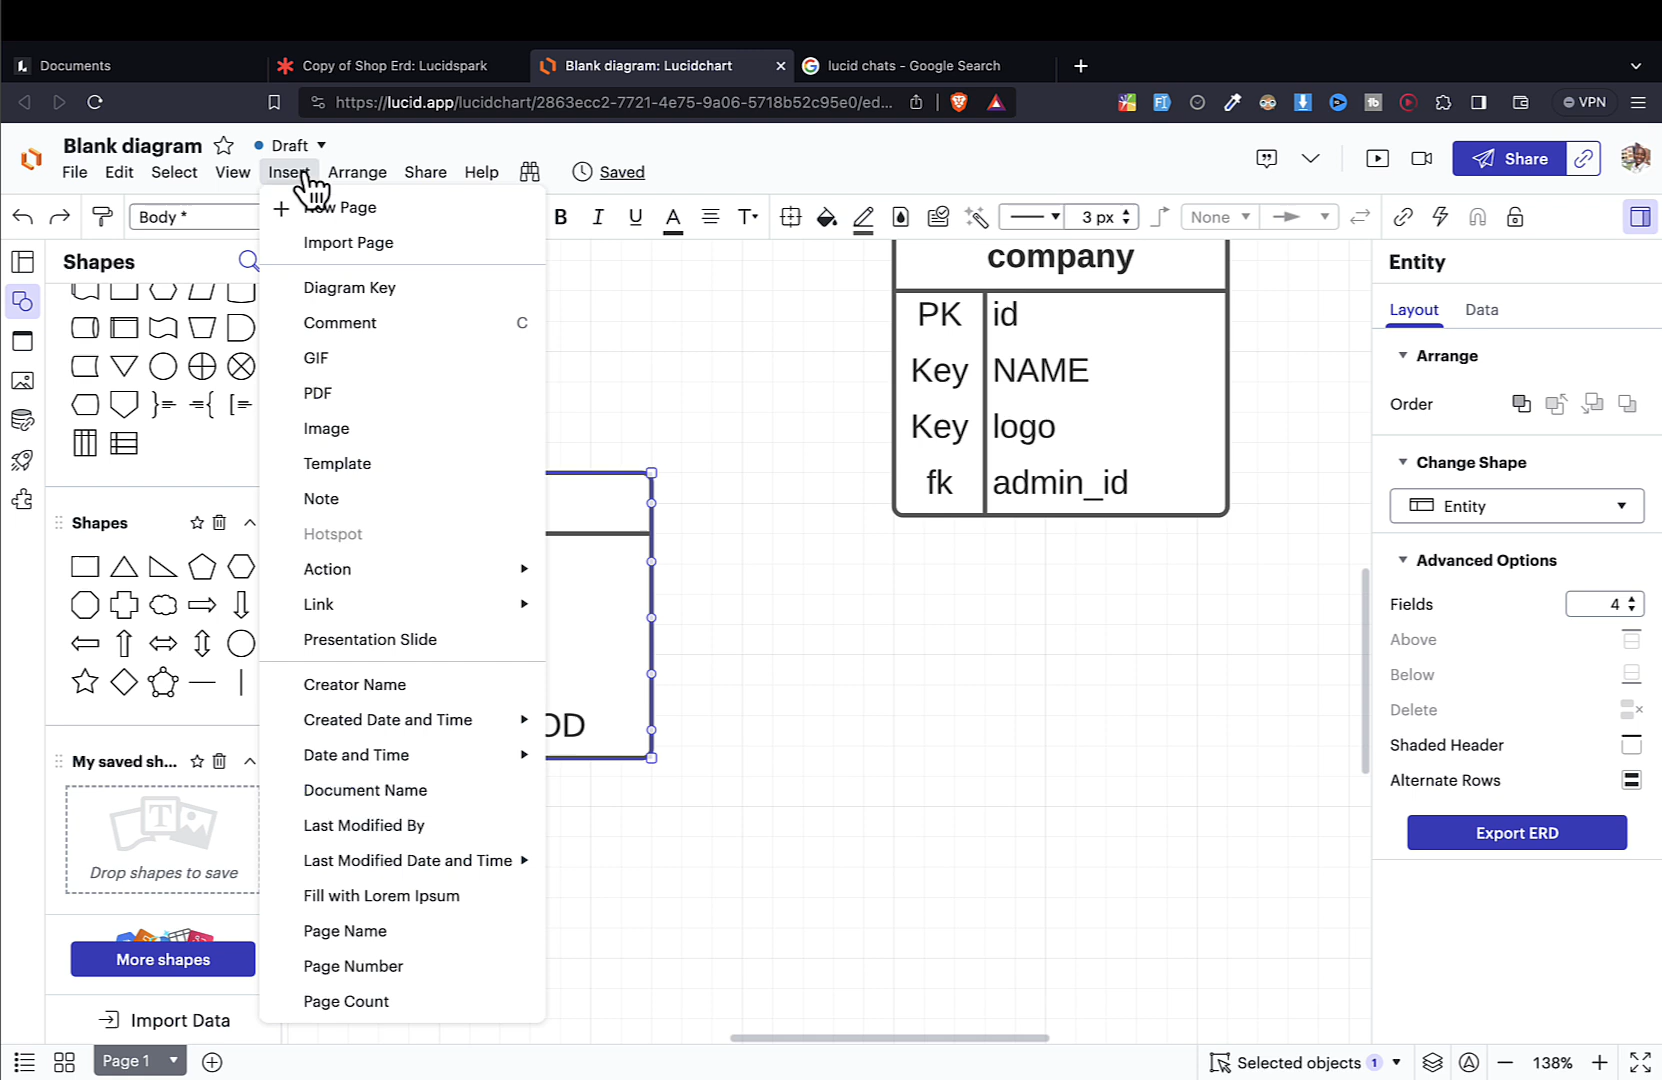 Documents
Copy of Shop Erd: Lucidspark
Blank diagram: Lucidchart
lucid chats - Google Search
https://lucid.app/lucidchart/2863ecc2-7721-4e75-9a06-5718b52c95e0/ed...
VPN
Blank diagram
Draft
File Edit Select View Insert Arrange Share Help Saved
Share
Body *
B I U A T
3 px
None
Shapes
Shapes
My saved sh...
Drop shapes to save
More shapes
Import Data
New Page
Import Page
Diagram Key
Comment C
GIF
PDF
Image
Template
Note
Hotspot
Action
Link
Presentation Slide
Creator Name
Created Date and Time
Date and Time
Document Name
Last Modified By
Last Modified Date and Time
Fill with Lorem Ipsum
Page Name
Page Number
Page Count
company
PK id
Key NAME
Key logo
fk admin_id
OD
Entity
Layout Data
Arrange
Order
Change Shape
Entity
Advanced Options
Fields 4
Above
Below
Delete
Shaded Header
Alternate Rows
Export ERD
Page 1
Selected objects 1
138%